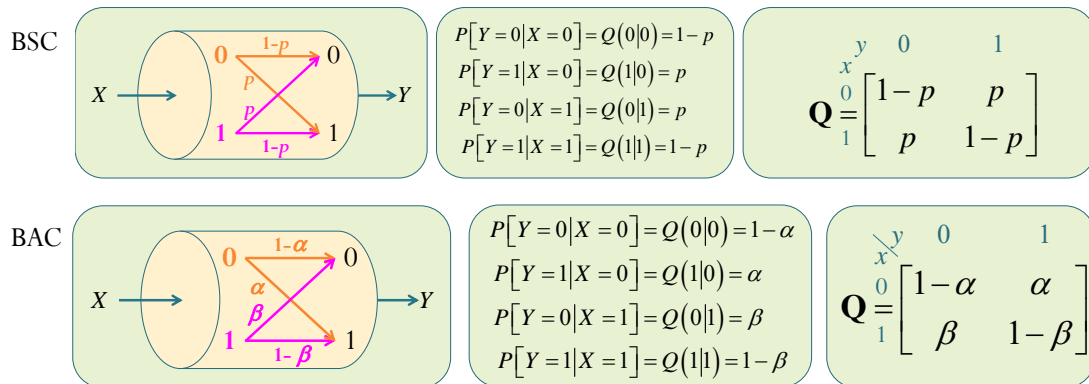 BSC
X
0
1-p
0
p
p
1
1-p
1
Y
P[Y = 0|X = 0] = Q(0|0) = 1 − p
P[Y = 1|X = 0] = Q(1|0) = p
P[Y = 0|X = 1] = Q(0|1) = p
P[Y = 1|X = 1] = Q(1|1) = 1 − p
x y 0 1
0
Q =
1
1 − p p
p 1 − p
BAC
X
0
1-α
0
α
β
1
1-β
1
Y
P[Y = 0|X = 0] = Q(0|0) = 1 − α
P[Y = 1|X = 0] = Q(1|0) = α
P[Y = 0|X = 1] = Q(0|1) = β
P[Y = 1|X = 1] = Q(1|1) = 1 − β
x y 0 1
0
Q =
1
1 − α α
β 1 − β